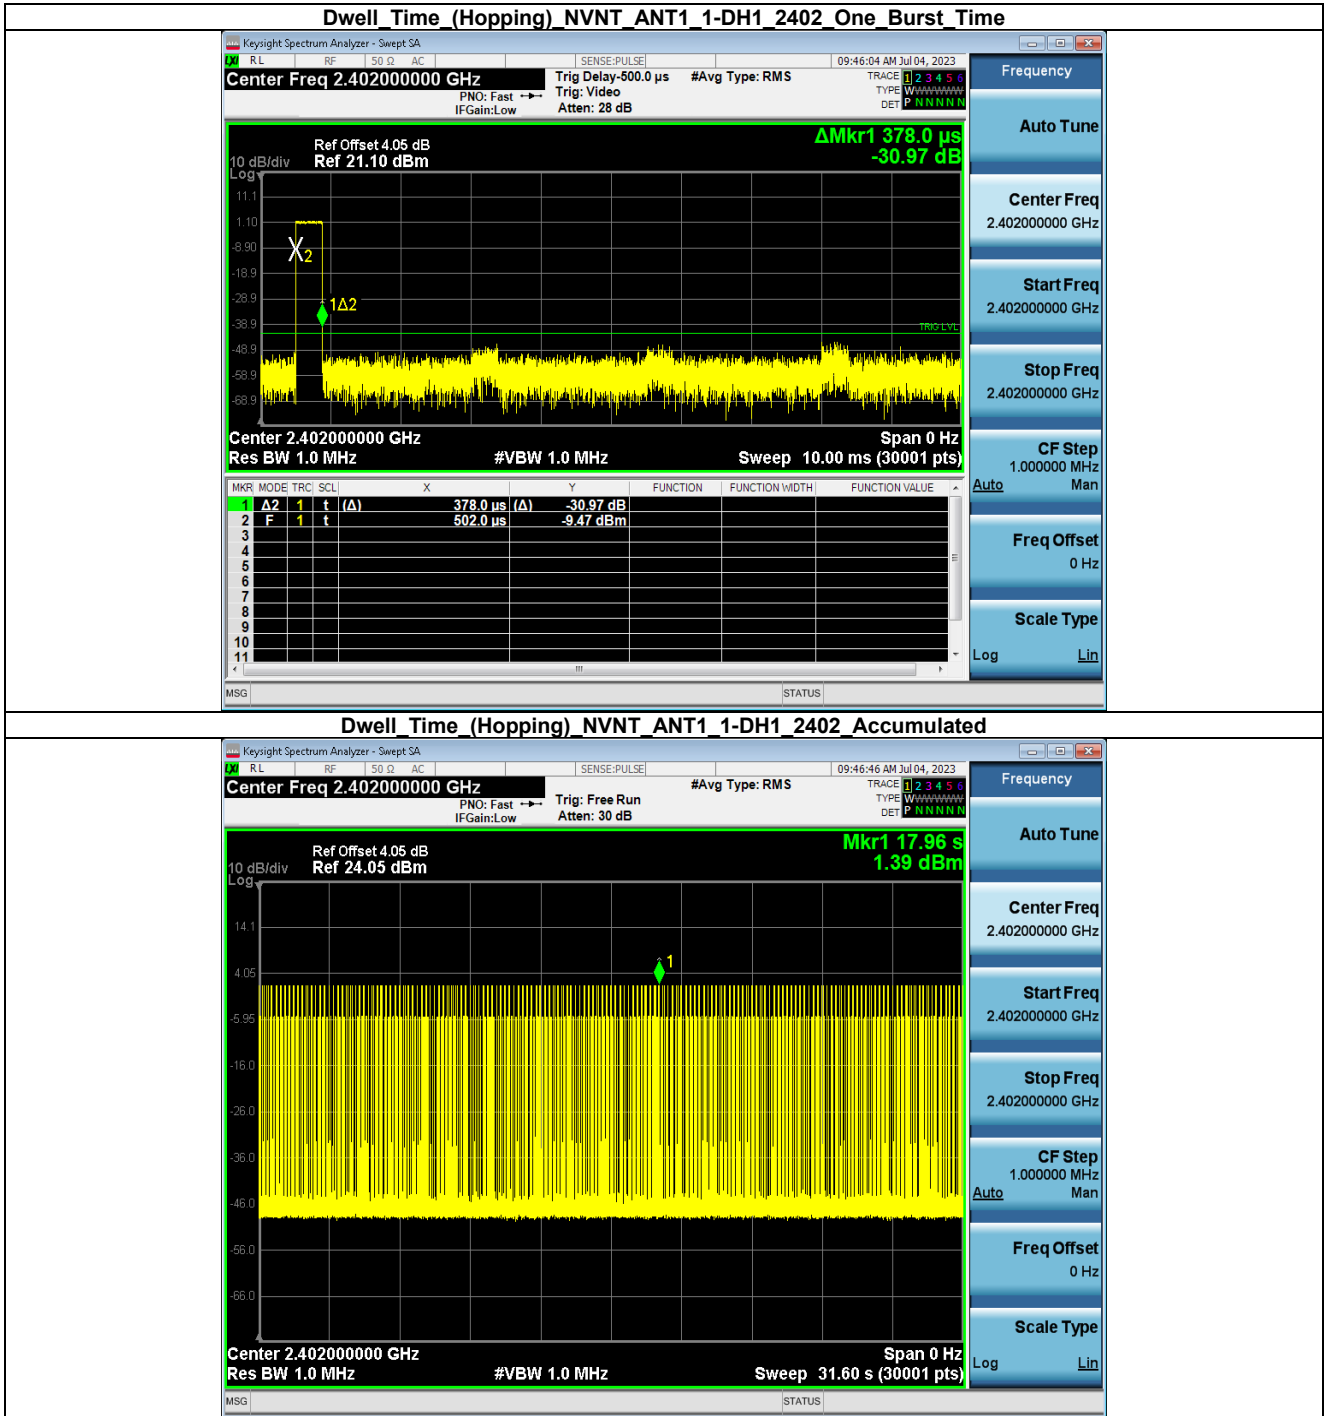 Dwell_Time_(Hopping)_NVNT_ANT1_1-DH1_2402_One_Burst_Time
Keysight Spectrum Analyzer - Swept SA
LXI RL RF 50 Ω AC SENSE:PULSE 09:46:04 AM Jul 04, 2023
Center Freq 2.402000000 GHz
PNO: Fast
IFGain:Low
Trig Delay-500.0 µs
Trig: Video
Atten: 28 dB
#Avg Type: RMS
TRACE 1 2 3 4 5 6
TYPE WWWWWW
DET P N N N N N
Frequency
Auto Tune
Center Freq
2.402000000 GHz
Start Freq
2.402000000 GHz
Stop Freq
2.402000000 GHz
CF Step
1.000000 MHz
Auto Man
Freq Offset
0 Hz
Scale Type
Log Lin
ΔMkr1 378.0 µs
-30.97 dB
Ref Offset 4.05 dB
10 dB/div Ref 21.10 dBm
Log
11.1
1.10
-8.90
-18.9
-28.9
-38.9
-48.9
-58.9
-68.9
X2
1Δ2
TRIG LVL
Center 2.402000000 GHz Span 0 Hz
Res BW 1.0 MHz #VBW 1.0 MHz Sweep 10.00 ms (30001 pts)
MKR MODE TRC SCL X Y FUNCTION FUNCTION WIDTH FUNCTION VALUE
1 Δ2 1 t (Δ) 378.0 µs (Δ) -30.97 dB
2 F 1 t 502.0 µs -9.47 dBm
3
4
5
6
7
8
9
10
11
MSG STATUS
Dwell_Time_(Hopping)_NVNT_ANT1_1-DH1_2402_Accumulated
Keysight Spectrum Analyzer - Swept SA
LXI RL RF 50 Ω AC SENSE:PULSE 09:46:46 AM Jul 04, 2023
Center Freq 2.402000000 GHz
PNO: Fast
IFGain:Low
Trig: Free Run
Atten: 30 dB
#Avg Type: RMS
TRACE 1 2 3 4 5 6
TYPE WWWWWW
DET P N N N N N
Frequency
Auto Tune
Center Freq
2.402000000 GHz
Start Freq
2.402000000 GHz
Stop Freq
2.402000000 GHz
CF Step
1.000000 MHz
Auto Man
Freq Offset
0 Hz
Scale Type
Log Lin
Mkr1 17.96 s
1.39 dBm
Ref Offset 4.05 dB
10 dB/div Ref 24.05 dBm
Log
14.1
4.05
-5.95
-16.0
-26.0
-36.0
-46.0
-56.0
-66.0
1
Center 2.402000000 GHz Span 0 Hz
Res BW 1.0 MHz #VBW 1.0 MHz Sweep 31.60 s (30001 pts)
MSG STATUS